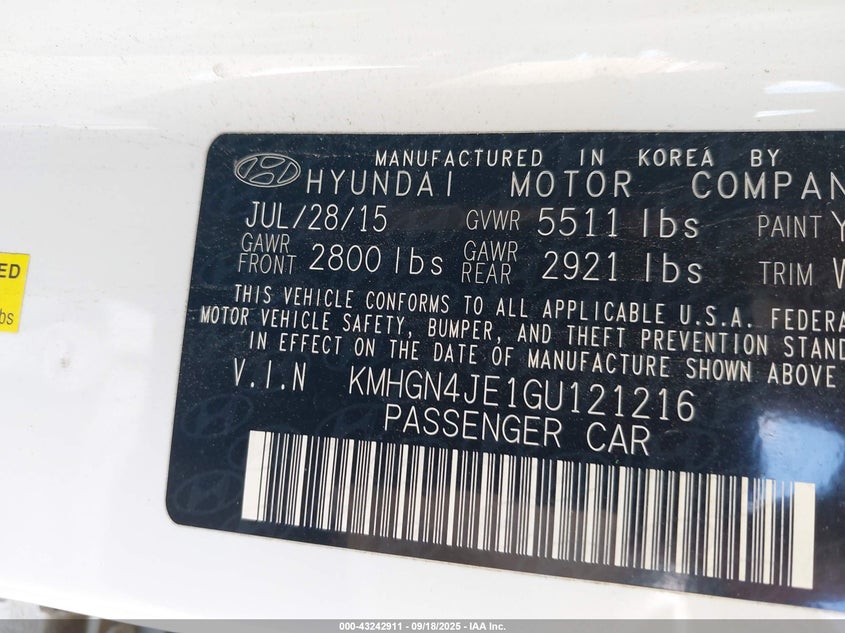 MANUFACTURED IN KOREA BY
HYUNDAI MOTOR COMPAN
JUL/28/15 GVWR 5511 lbs PAINT Y
GAWR FRONT 2800 lbs GAWR REAR 2921 lbs TRIM
THIS VEHICLE CONFORMS TO ALL APPLICABLE U.S.A. FEDERA
MOTOR VEHICLE SAFETY, BUMPER, AND THEFT PREVENTION STAND
IN EFFECT ON THE DATE OF MANUFACTURE SHOWN ABOVE
V.I.N KMHGN4JE1GU121216
PASSENGER CAR
ED
bs
000-43242911 - 09/18/2025 - IAA Inc.